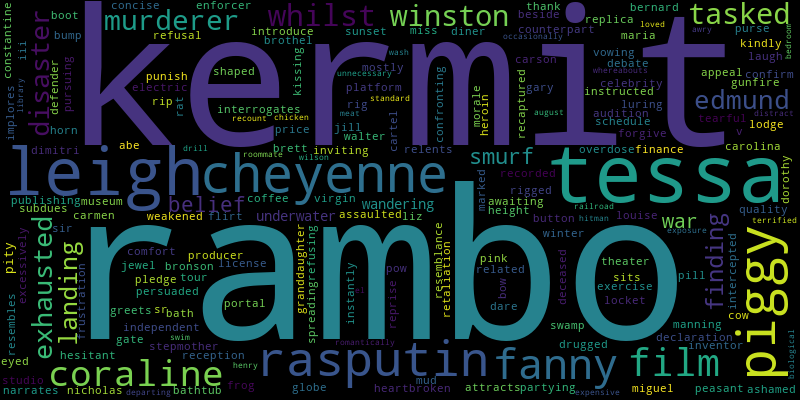 concise enforcer boot murderer whilst winston thank bernard tasked
constantine refusal introduce sunset miss diner beside replica loved awry
bump brothel counterpart maria purse
iii occasionally kindly
kermit
disaster defender pursuing punish shaped kissing mostly wash carson vowing debate laugh bedroom
electric unnecessary platform celebrity appeal confirm
implores library rip rat interrogates standard rig confronting morale heroin recaptured gary instructed luring gunfire whereabouts edmund
horn recount chicken meat cartel august audition schedule tearful v lodge
abe price jill walter forgive carolina
dimitri drill brett inviting relents smurf overdose finance distract
leigh roommate cheyenne wilson recorded tessa dorothy
publishing museum belief coffee virgin wandering marked rigged railroad quality
subdues carmen weakened flirt underwater assaulted liz awaiting height button hitman louise war terrified
pity sir exhausted landing granddaughter spreading refusing instantly resemblance retaliation winter exposure finding intercepted piggy
rambo
excessively comfort producer pow pink theater
jewel bronson license related sits pill
resembles frustration pledge tour el reprise bow deceased exercise
persuaded portal dare locket cow
greets sr bath swamp manning
independent romantically declaration
gate swim drugged inventor
eyed hesitant stepmother reception rasputin fanny film biological
coraline henry mud
studio frog globe heartbroken attracts partying miguel peasant ashamed
narrates nicholas departing bathtub expensive